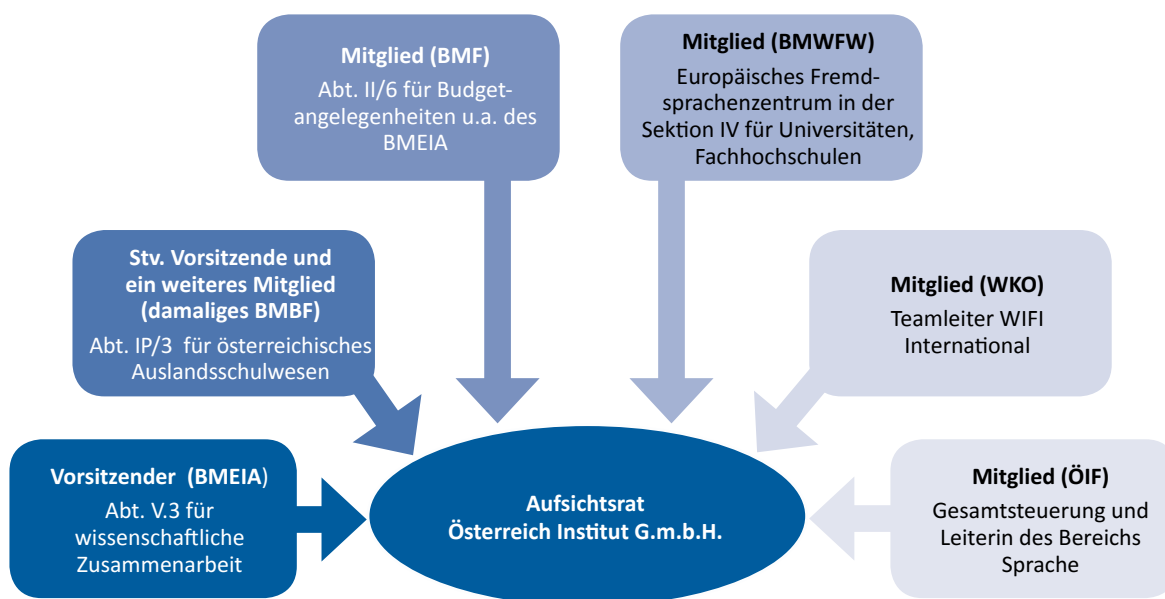 Mitglied (BMF)
Abt. II/6 für Budget-
angelegenheiten u.a. des
BMEIA
Mitglied (BMWFW)
Europäisches Fremd-
sprachenzentrum in der
Sektion IV für Universitäten,
Fachhochschulen
Stv. Vorsitzende und
ein weiteres Mitglied
(damaliges BMBF)
Abt. IP/3 für österreichisches
Auslandsschulwesen
Mitglied (WKO)
Teamleiter WIFI
International
Vorsitzender (BMEIA)
Abt. V.3 für
wissenschaftliche
Zusammenarbeit
Aufsichtsrat
Österreich Institut G.m.b.H.
Mitglied (ÖIF)
Gesamtsteuerung und
Leiterin des Bereichs
Sprache